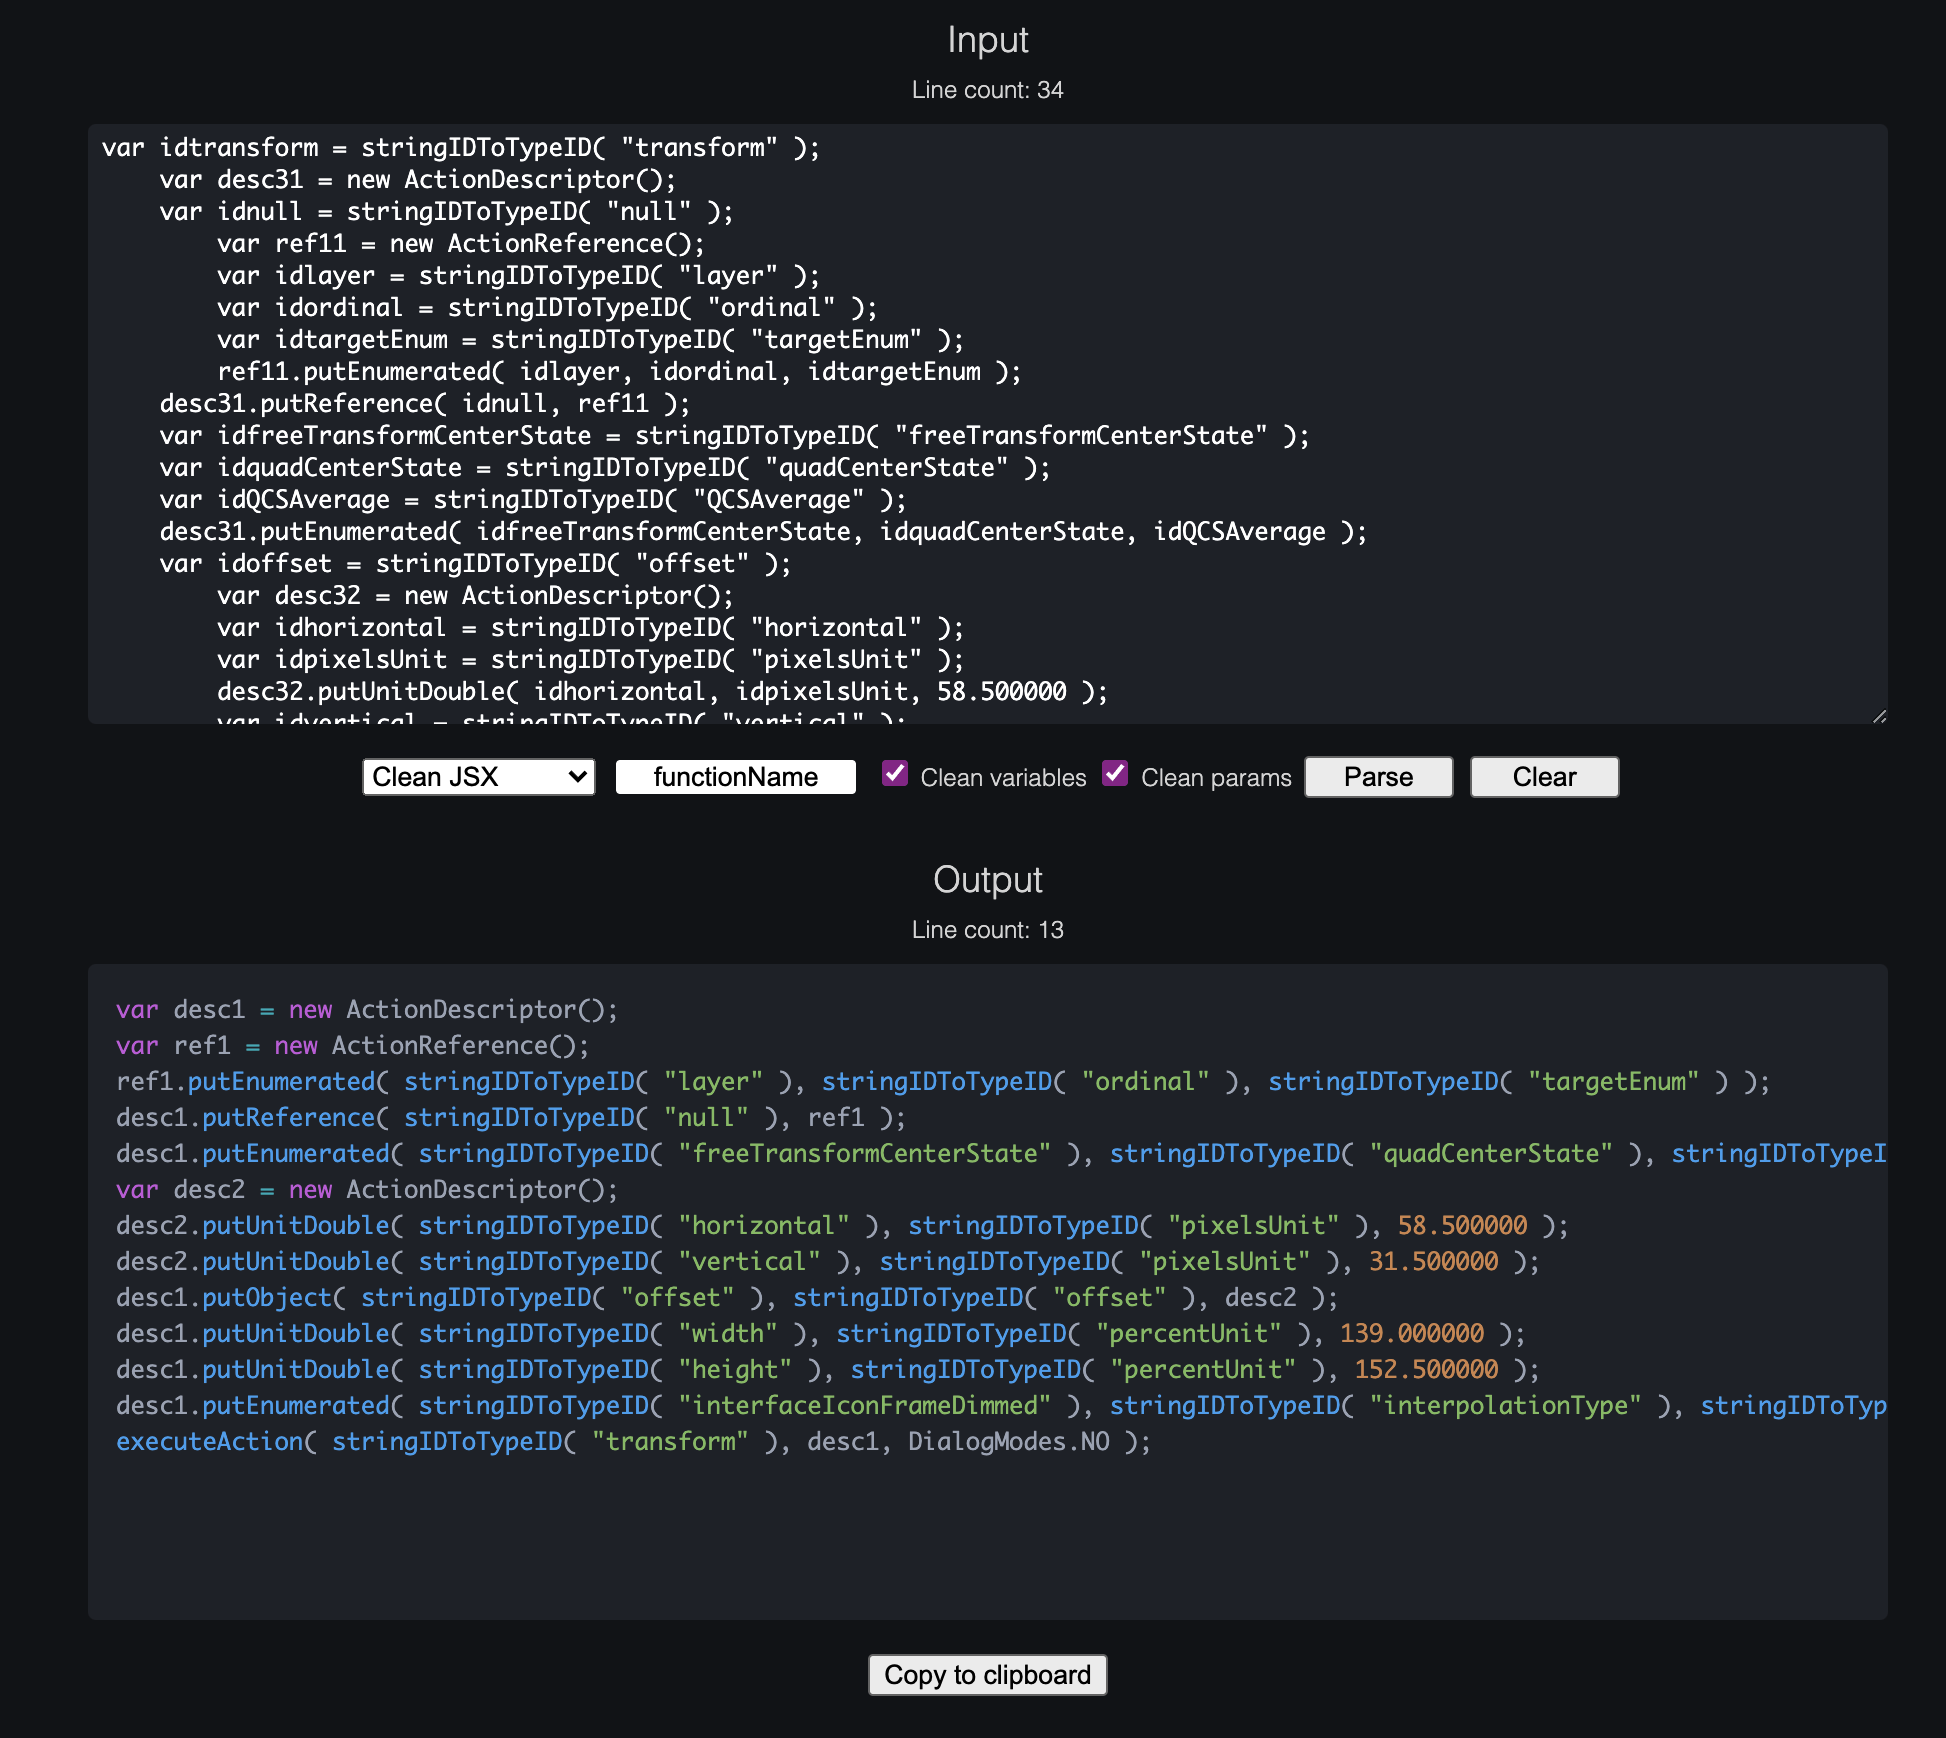 Input
Line count: 34
var idtransform = stringIDToTypeID( "transform" );
    var desc31 = new ActionDescriptor();
    var idnull = stringIDToTypeID( "null" );
        var ref11 = new ActionReference();
        var idlayer = stringIDToTypeID( "layer" );
        var idordinal = stringIDToTypeID( "ordinal" );
        var idtargetEnum = stringIDToTypeID( "targetEnum" );
        ref11.putEnumerated( idlayer, idordinal, idtargetEnum );
    desc31.putReference( idnull, ref11 );
    var idfreeTransformCenterState = stringIDToTypeID( "freeTransformCenterState" );
    var idquadCenterState = stringIDToTypeID( "quadCenterState" );
    var idQCSAverage = stringIDToTypeID( "QCSAverage" );
    desc31.putEnumerated( idfreeTransformCenterState, idquadCenterState, idQCSAverage );
    var idoffset = stringIDToTypeID( "offset" );
        var desc32 = new ActionDescriptor();
        var idhorizontal = stringIDToTypeID( "horizontal" );
        var idpixelsUnit = stringIDToTypeID( "pixelsUnit" );
        desc32.putUnitDouble( idhorizontal, idpixelsUnit, 58.500000 );
        var idvertical = stringIDToTypeID( "vertical" );
Clean JSX functionName Clean variables Clean params Parse Clear
Output
Line count: 13
var desc1 = new ActionDescriptor();
var ref1 = new ActionReference();
ref1.putEnumerated( stringIDToTypeID( "layer" ), stringIDToTypeID( "ordinal" ), stringIDToTypeID( "targetEnum" ) );
desc1.putReference( stringIDToTypeID( "null" ), ref1 );
desc1.putEnumerated( stringIDToTypeID( "freeTransformCenterState" ), stringIDToTypeID( "quadCenterState" ), stringIDToTypeI
var desc2 = new ActionDescriptor();
desc2.putUnitDouble( stringIDToTypeID( "horizontal" ), stringIDToTypeID( "pixelsUnit" ), 58.500000 );
desc2.putUnitDouble( stringIDToTypeID( "vertical" ), stringIDToTypeID( "pixelsUnit" ), 31.500000 );
desc1.putObject( stringIDToTypeID( "offset" ), stringIDToTypeID( "offset" ), desc2 );
desc1.putUnitDouble( stringIDToTypeID( "width" ), stringIDToTypeID( "percentUnit" ), 139.000000 );
desc1.putUnitDouble( stringIDToTypeID( "height" ), stringIDToTypeID( "percentUnit" ), 152.500000 );
desc1.putEnumerated( stringIDToTypeID( "interfaceIconFrameDimmed" ), stringIDToTypeID( "interpolationType" ), stringIDToTyp
executeAction( stringIDToTypeID( "transform" ), desc1, DialogModes.NO );
Copy to clipboard